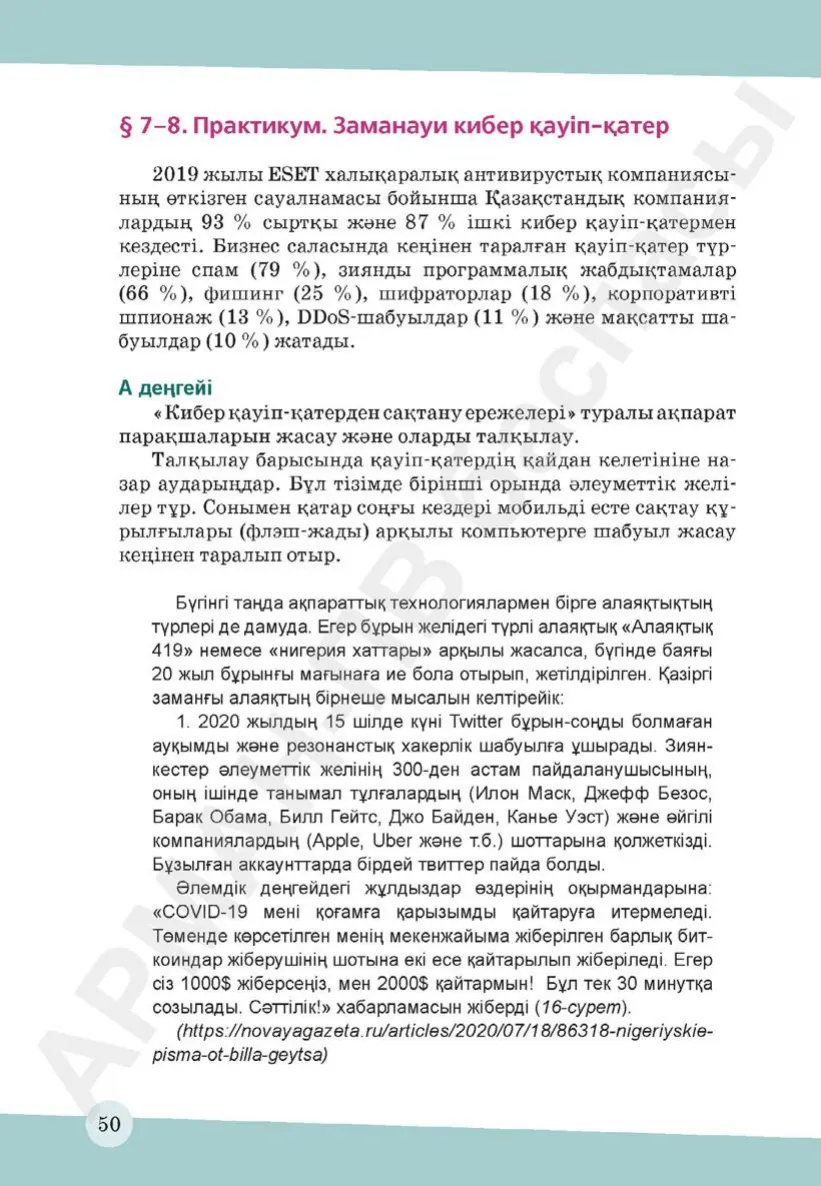 § 7–8. Практикум. Заманауи кибер қауіп-қатер
2019 жылы ESET халықаралық антивирустық компаниясы-
ның өткізген сауалнамасы бойынша Қазақстандық компания-
лардың 93 % сыртқы және 87 % ішкі кибер қауіп-қатермен
кездесті. Бизнес саласында кеңінен таралған қауіп-қатер түр-
леріне спам (79 %), зиянды программалық жабдықтамалар
(66 %), фишинг (25 %), шифраторлар (18 %), корпоративті
шпионаж (13 %), DDoS-шабуылдар (11 %) және мақсатты ша-
буылдар (10 %) жатады.
А деңгейі
«Кибер қауіп-қатерден сақтану ережелері» туралы ақпарат
парақшаларын жасау және оларды талқылау.
Талқылау барысында қауіп-қатердің қайдан келетініне на-
зар аударыңдар. Бұл тізімде бірінші орында әлеуметтік желі-
лер тұр. Сонымен қатар соңғы кездері мобильді есте сақтау құ-
рылғылары (флэш-жады) арқылы компьютерге шабуыл жасау
кеңінен таралып отыр.
Бүгінгі таңда ақпараттық технологиялармен бірге алаяқтықтың
түрлері де дамуда. Егер бұрын желідегі түрлі алаяқтық «Алаяқтық
419» немесе «нигерия хаттары» арқылы жасалса, бүгінде баяғы
20 жыл бұрынғы мағынаға ие бола отырып, жетілдірілген. Қазіргі
заманғы алаяқтың бірнеше мысалын келтірейік:
1. 2020 жылдың 15 шілде күні Twitter бұрын-соңды болмаған
ауқымды және резонанстық хакерлік шабуылға ұшырады. Зиян-
кестер әлеуметтік желінің 300-ден астам пайдаланушысының,
оның ішінде танымал тұлғалардың (Илон Маск, Джефф Безос,
Барак Обама, Билл Гейтс, Джо Байден, Канье Уэст) және әйгілі
компаниялардың (Apple, Uber және т.б.) шоттарына қолжеткізді.
Бұзылған аккаунттарда бірдей твиттер пайда болды.
Әлемдік деңгейдегі жұлдыздар өздерінің оқырмандарына:
«COVID-19 мені қоғамға қарызымды қайтаруға итермеледі.
Төменде көрсетілген менің мекенжайыма жіберілген барлық бит-
коиндар жіберушінің шотына екі есе қайтарылып жіберіледі. Егер
сіз 1000$ жіберсеңіз, мен 2000$ қайтармын! Бұл тек 30 минутқа
созылады. Сәттілік!» хабарламасын жіберді (16-сурет).
(https://novayagazeta.ru/articles/2020/07/18/86318-nigeriyskie-
pisma-ot-billa-geytsa)
50
АРМАН-ПВ баспасы